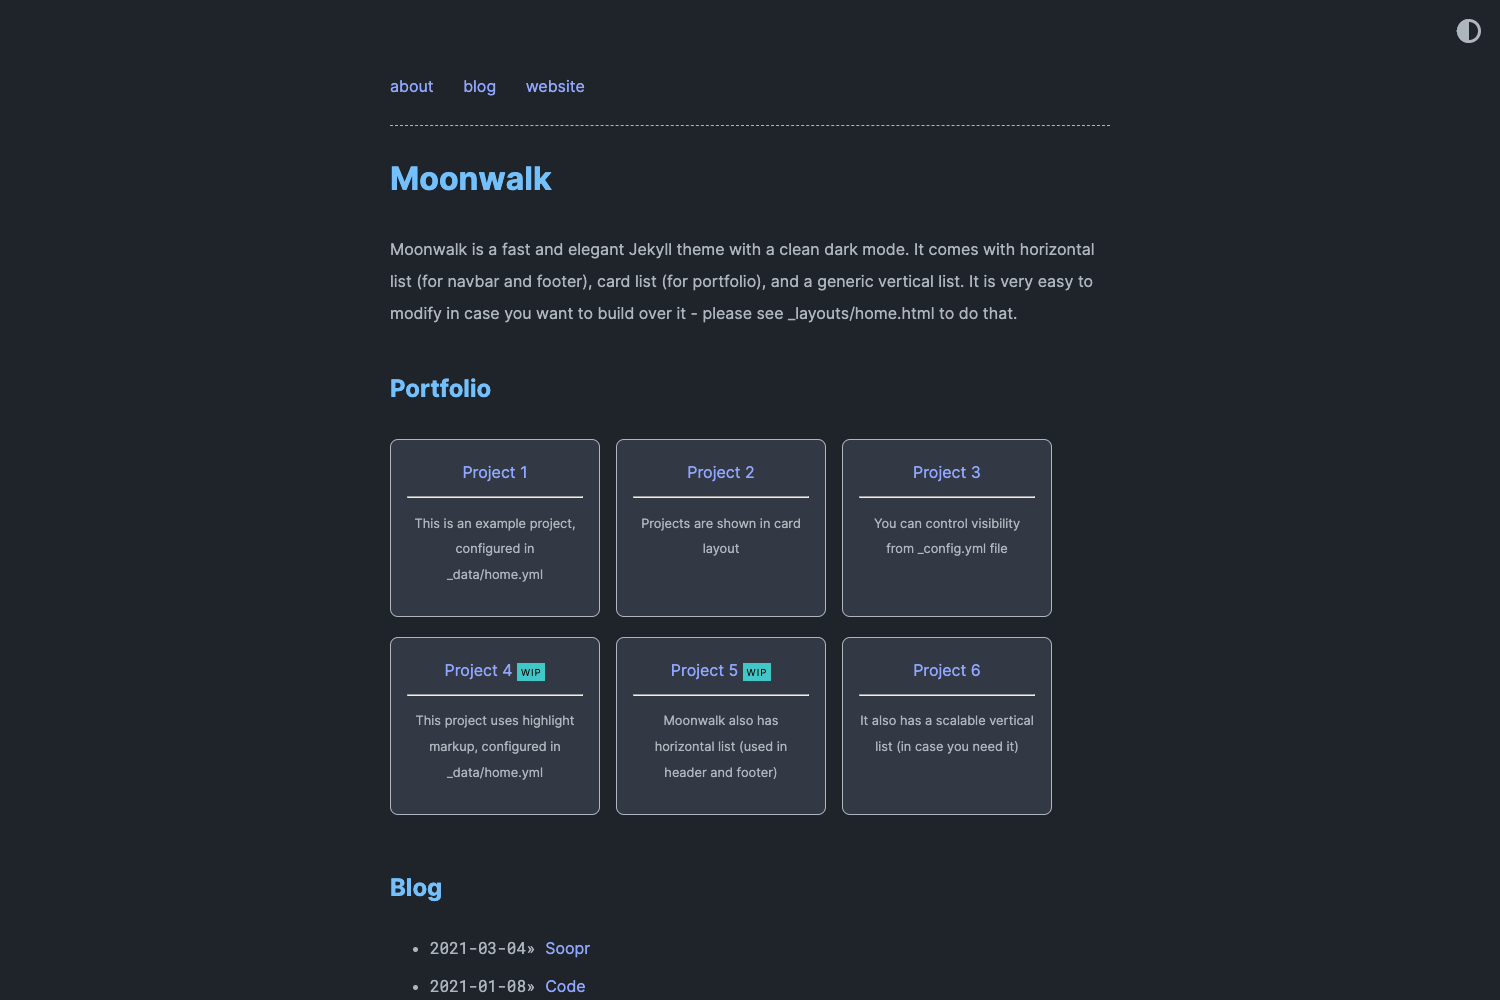 about blog website
Moonwalk
Moonwalk is a fast and elegant Jekyll theme with a clean dark mode. It comes with horizontal
list (for navbar and footer), card list (for portfolio), and a generic vertical list. It is very easy to
modify in case you want to build over it - please see _layouts/home.html to do that.
Portfolio
Project 1
This is an example project,
configured in
_data/home.yml
Project 2
Projects are shown in card
layout
Project 3
You can control visibility
from _config.yml file
Project 4 WIP
This project uses highlight
markup, configured in
_data/home.yml
Project 5 WIP
Moonwalk also has
horizontal list (used in
header and footer)
Project 6
It also has a scalable vertical
list (in case you need it)
Blog
2021-03-04» Soopr
2021-01-08» Code